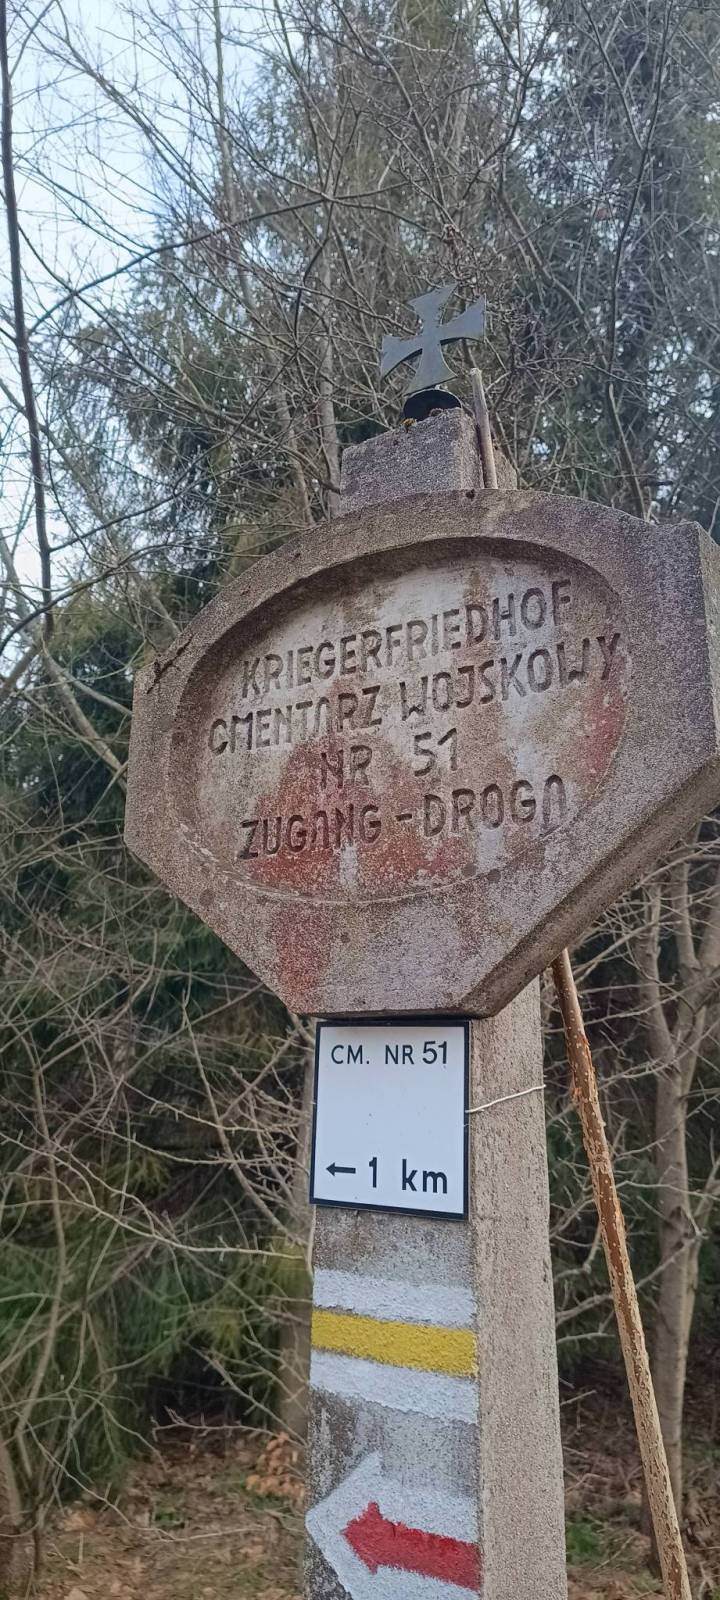 KRIEGERFRIEDHOF
CMENTARZ WOJSKOWY
NR 51
ZUGANG - DROGA
CM. NR 51
← 1 km